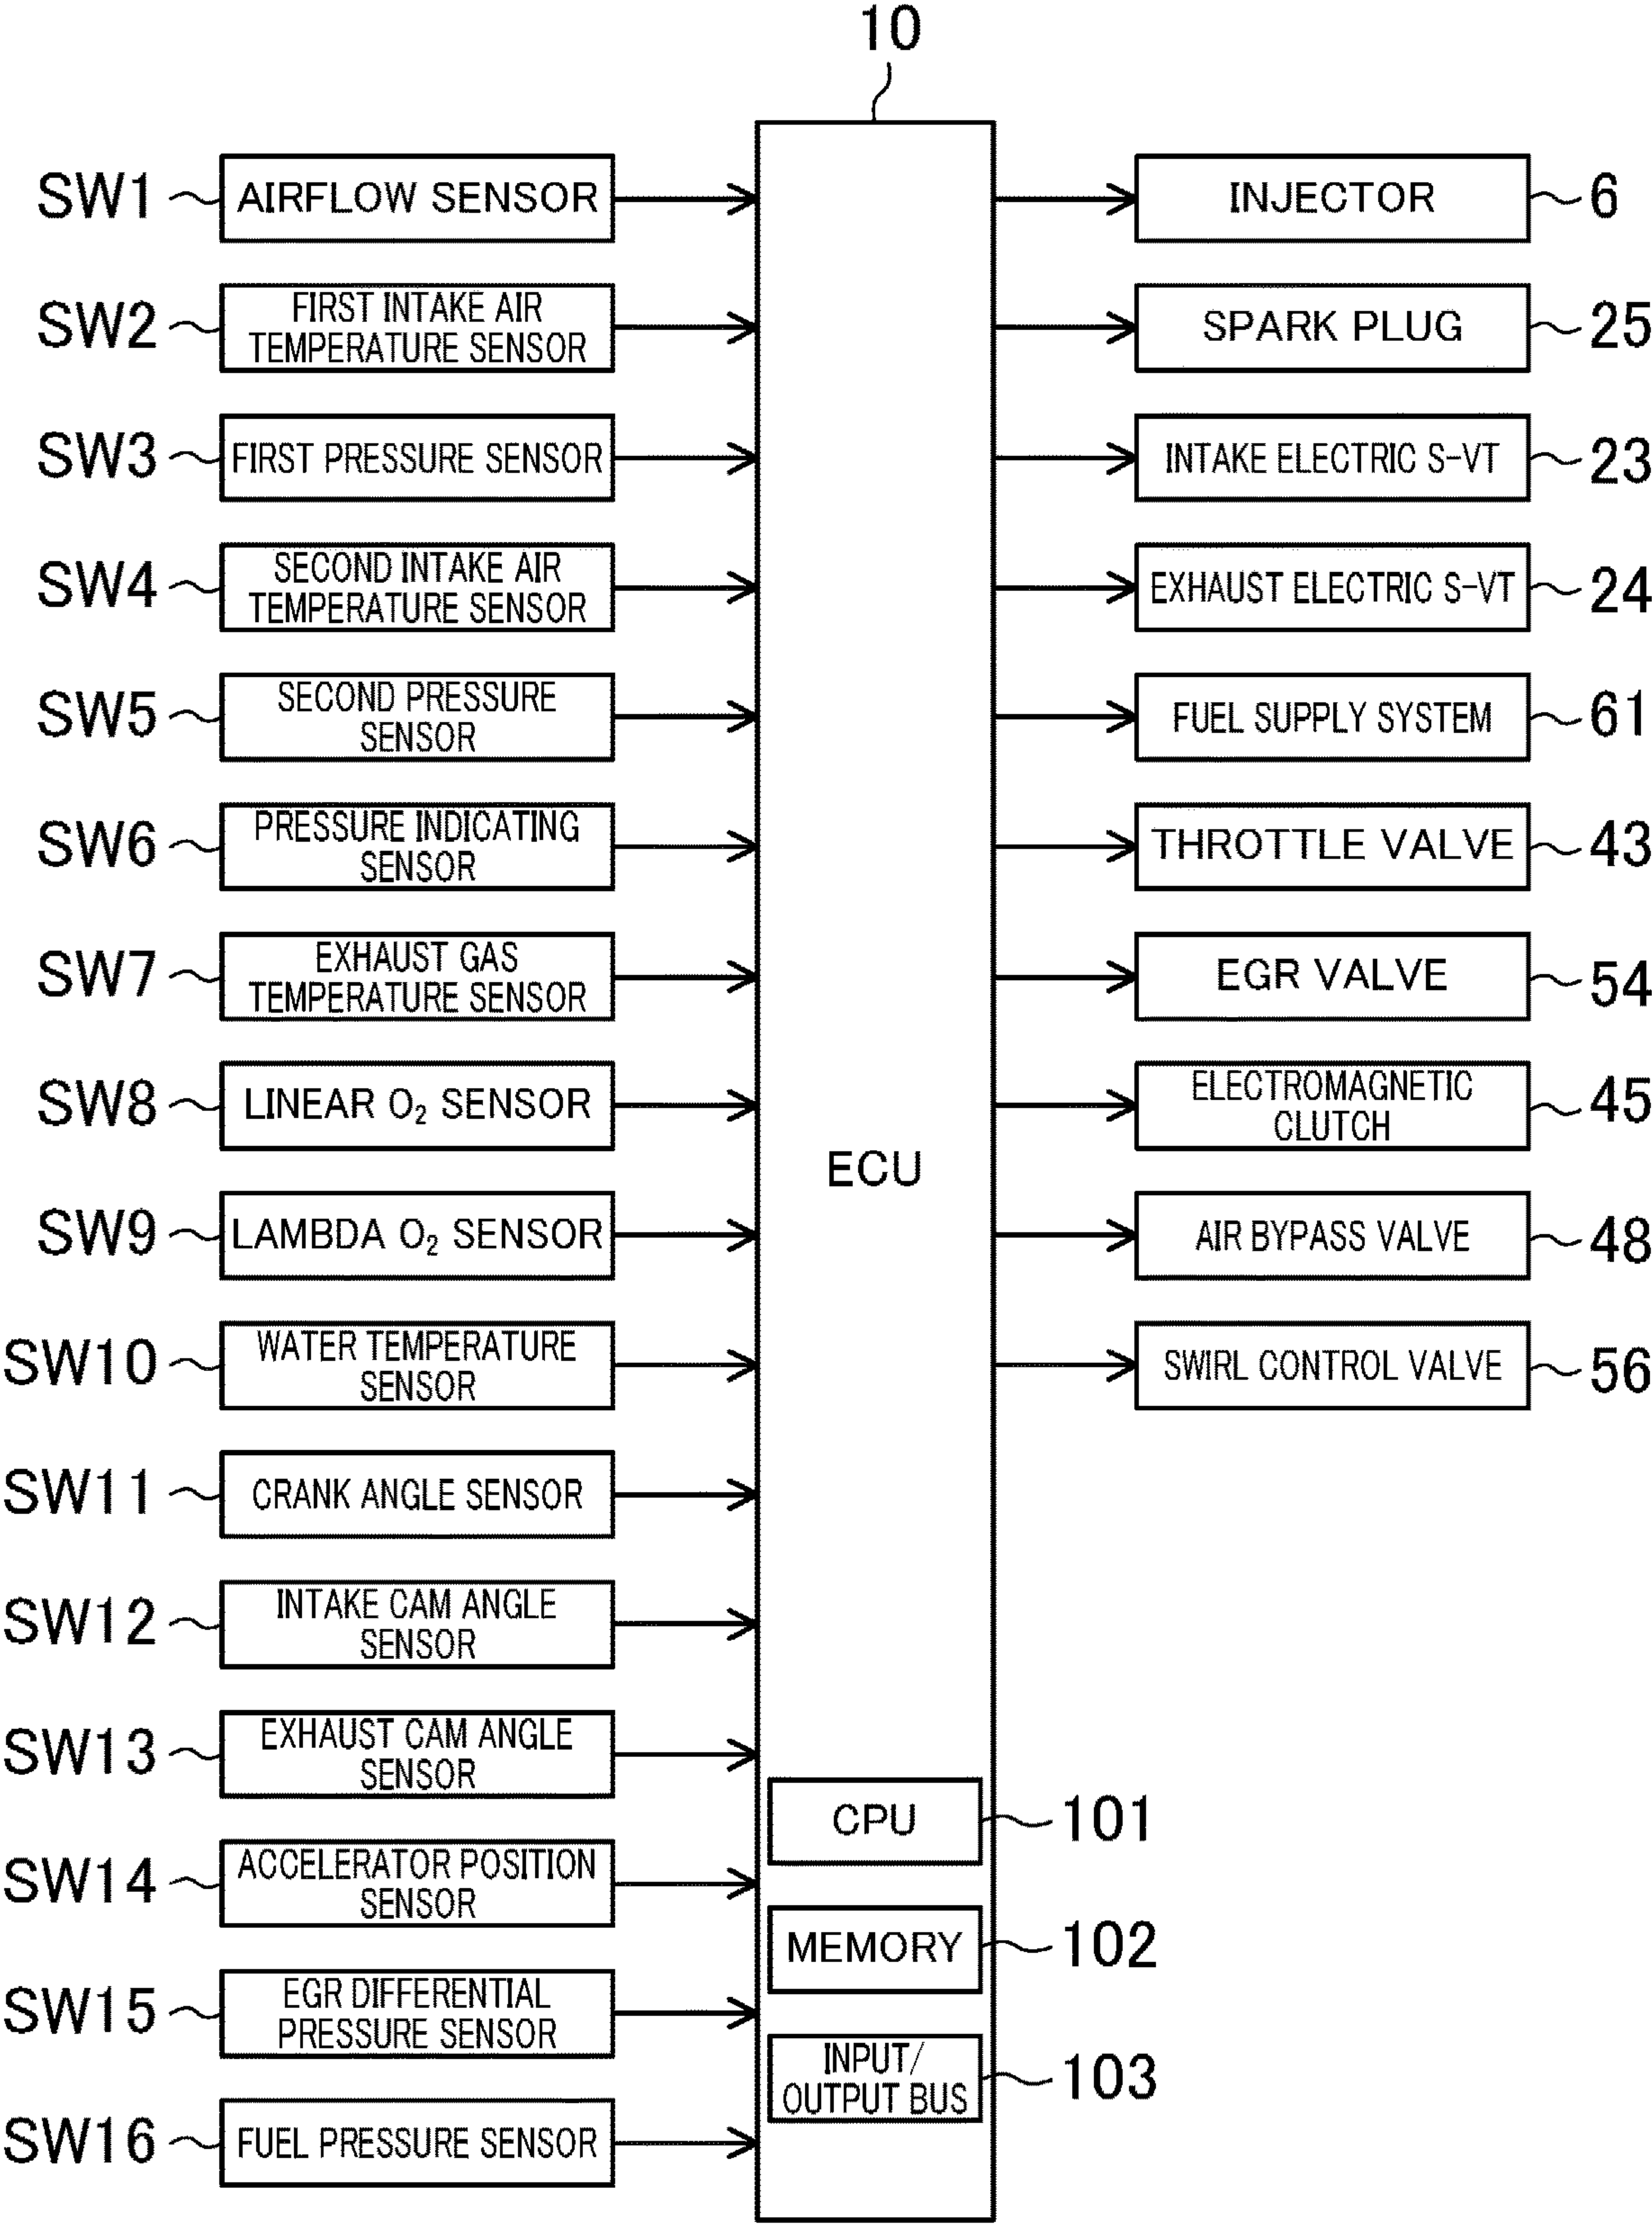 10
SW1 AIRFLOW SENSOR
INJECTOR 6
SW2 FIRST INTAKE AIR
TEMPERATURE SENSOR
SPARK PLUG 25
SW3 FIRST PRESSURE SENSOR
INTAKE ELECTRIC S-VT 23
SW4 SECOND INTAKE AIR
TEMPERATURE SENSOR
EXHAUST ELECTRIC S-VT 24
SW5 SECOND PRESSURE
SENSOR
FUEL SUPPLY SYSTEM 61
SW6 PRESSURE INDICATING
SENSOR
THROTTLE VALVE 43
SW7 EXHAUST GAS
TEMPERATURE SENSOR
EGR VALVE 54
SW8 LINEAR O₂ SENSOR
ELECTROMAGNETIC
CLUTCH 45
ECU
SW9 LAMBDA O₂ SENSOR
AIR BYPASS VALVE 48
SW10 WATER TEMPERATURE
SENSOR
SWIRL CONTROL VALVE 56
SW11 CRANK ANGLE SENSOR
SW12 INTAKE CAM ANGLE
SENSOR
SW13 EXHAUST CAM ANGLE
SENSOR
CPU 101
SW14 ACCELERATOR POSITION
SENSOR
MEMORY 102
SW15 EGR DIFFERENTIAL
PRESSURE SENSOR
INPUT/
OUTPUT BUS 103
SW16 FUEL PRESSURE SENSOR